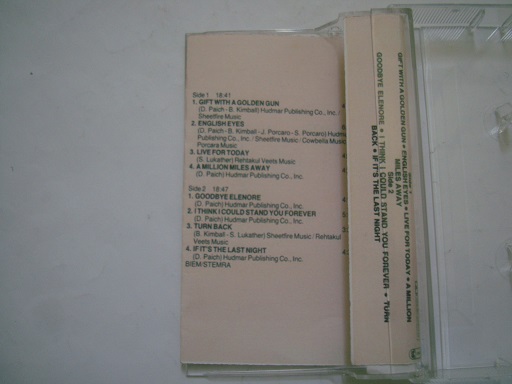 Side 1 18:41
1. GIFT WITH A GOLDEN GUN
(D. Paich - B. Kimball) Hudmar Publishing Co., Inc. /
Sheetfire Music
2. ENGLISH EYES
(D. Paich - B. Kimball - J. Porcaro - S. Porcaro) Hudmar
Publishing Co., Inc. / Sheetfire Music / Cowbella Music
Porcara Music
3. LIVE FOR TODAY
(S. Lukather) Rehtakul Veets Music
4. A MILLION MILES AWAY
(D. Paich) Hudmar Publishing Co., Inc.
Side 2 18:47
1. GOODBYE ELENORE
(D. Paich) Hudmar Publishing Co., Inc.
2. I THINK I COULD STAND YOU FOREVER
(D. Paich) Hudmar Publishing Co., Inc.
3. TURN BACK
(B. Kimball - S. Lukather) Sheetfire Music - Rehtakul
Veets Music
4. IF IT'S THE LAST NIGHT
(D. Paich) Hudmar Publishing Co., Inc.
BIEM/STEMRA
GIFT WITH A GOLDEN GUN • ENGLISH EYES • LIVE FOR TODAY • A MILLION
MILES AWAY
Side 2
GOODBYE ELENORE • I THINK I COULD STAND YOU FOREVER • TURN
BACK • IF IT'S THE LAST NIGHT